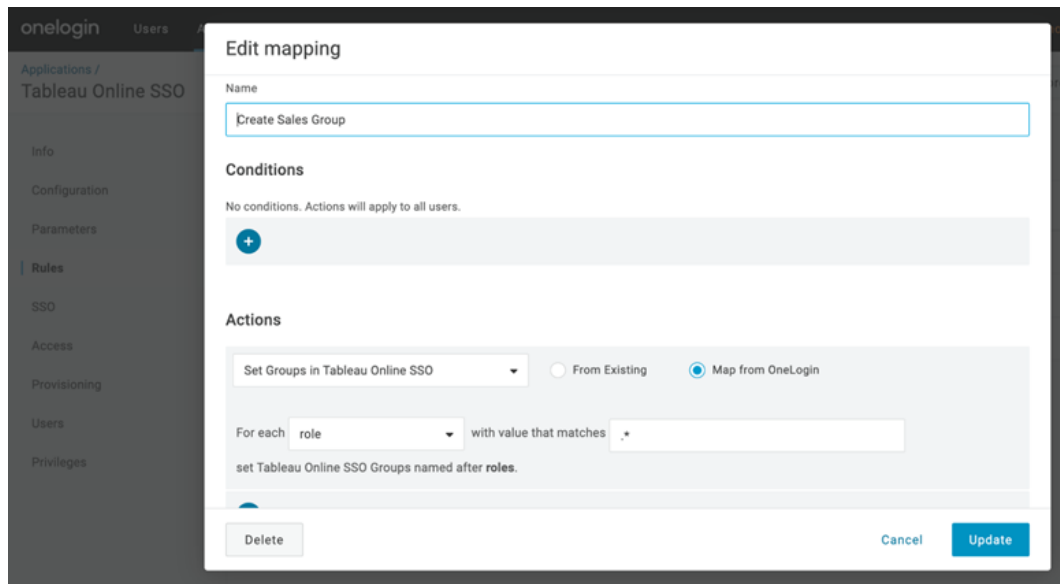 onelogin
Users
Applications /
Tableau Online SSO
Info
Configuration
Parameters
Rules
SSO
Access
Provisioning
Users
Privileges
Edit mapping
Name
Create Sales Group
Conditions
No conditions. Actions will apply to all users.
Actions
Set Groups in Tableau Online SSO
From Existing
Map from OneLogin
For each role with value that matches .*
set Tableau Online SSO Groups named after roles.
Delete
Cancel
Update